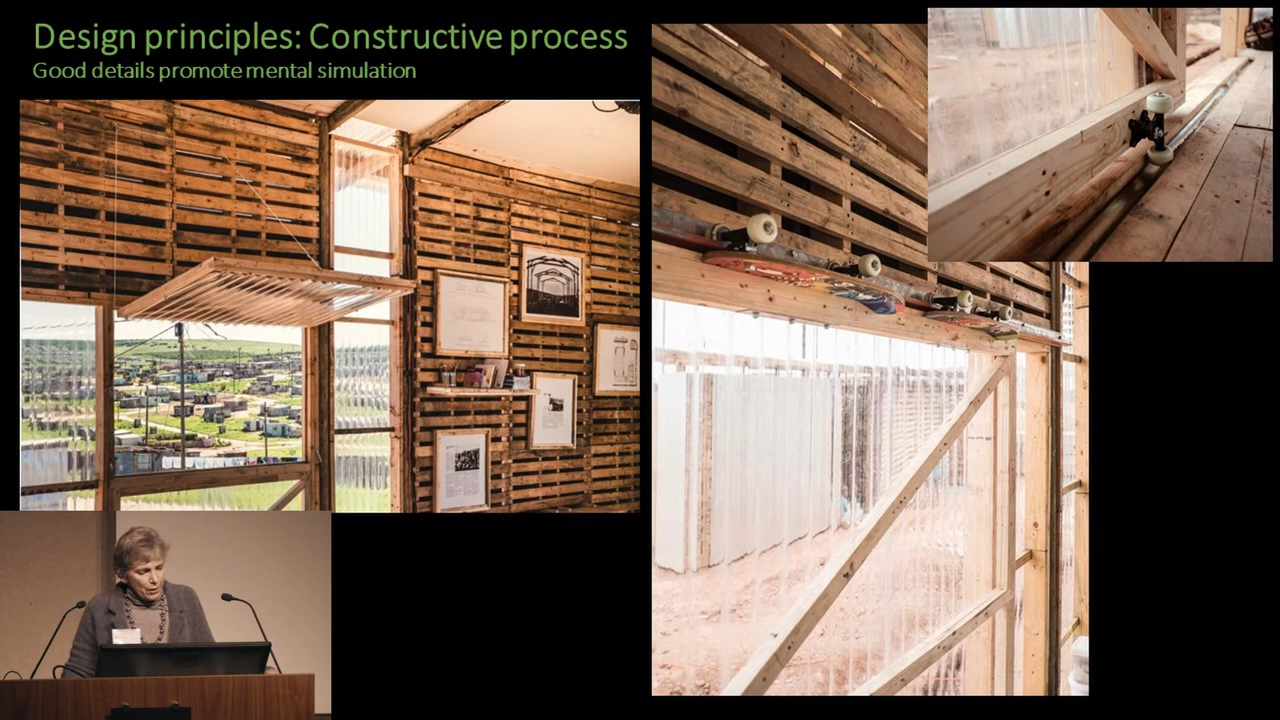 Design principles: Constructive process
Good details promote mental simulation